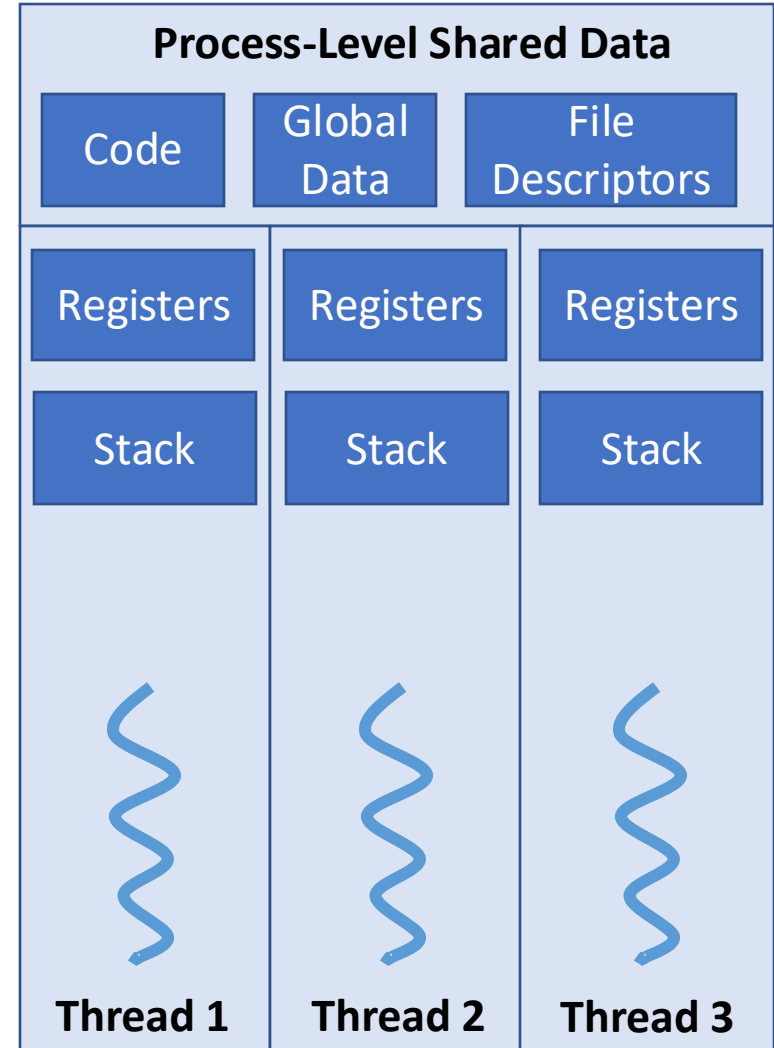 Process-Level Shared Data
Code
Global
Data
File
Descriptors
Registers
Registers
Registers
Stack
Stack
Stack
Thread 1
Thread 2
Thread 3